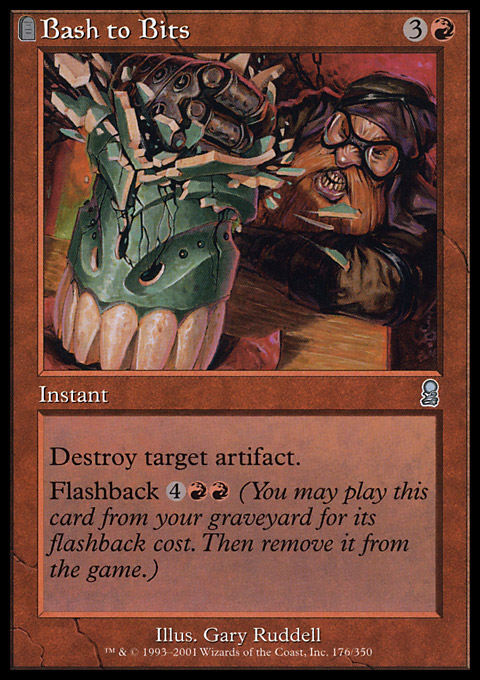 Bash to Bits 3
Instant
Destroy target artifact.
Flashback 4 (You may play this
card from your graveyard for its
flashback cost. Then remove it from
the game.)
Illus. Gary Ruddell
™ & © 1993–2001 Wizards of the Coast, Inc. 176/350